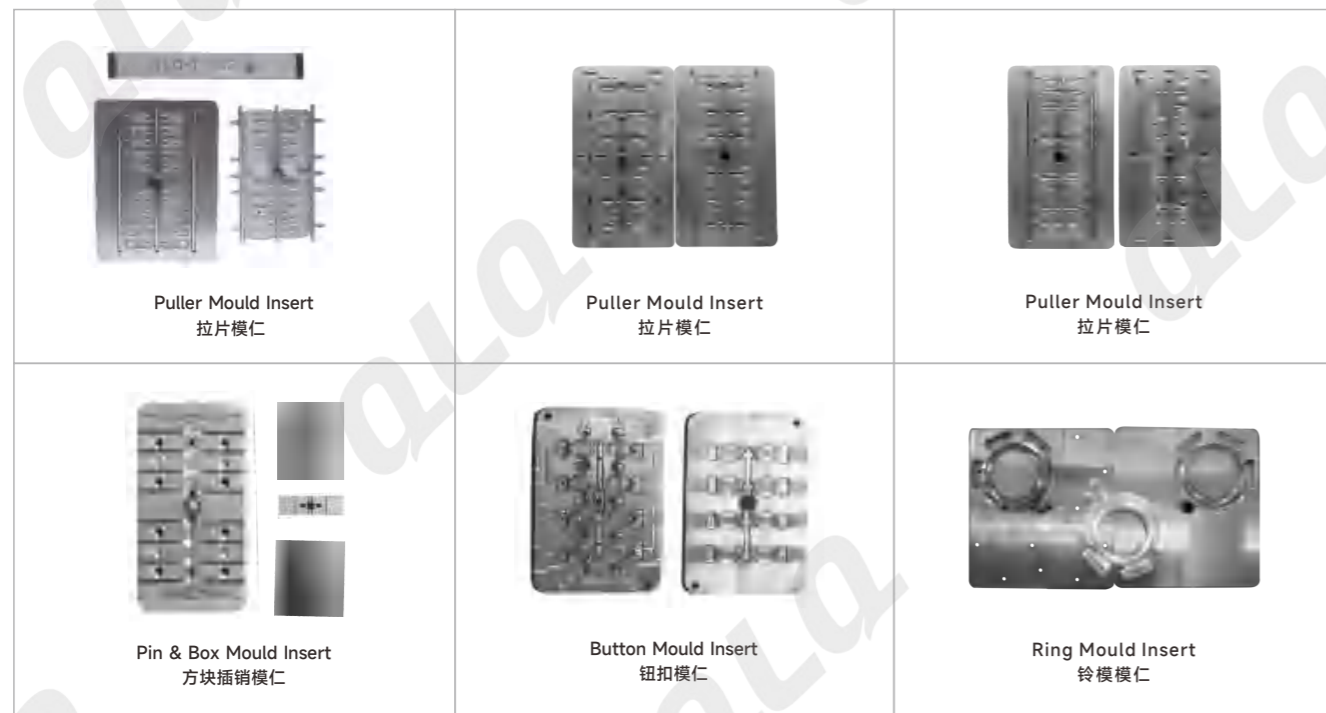 Puller Mould Insert
拉片模仁
Puller Mould Insert
拉片模仁
Puller Mould Insert
拉片模仁
Pin & Box Mould Insert
方块插销模仁
Button Mould Insert
钮扣模仁
Ring Mould Insert
铃模模仁